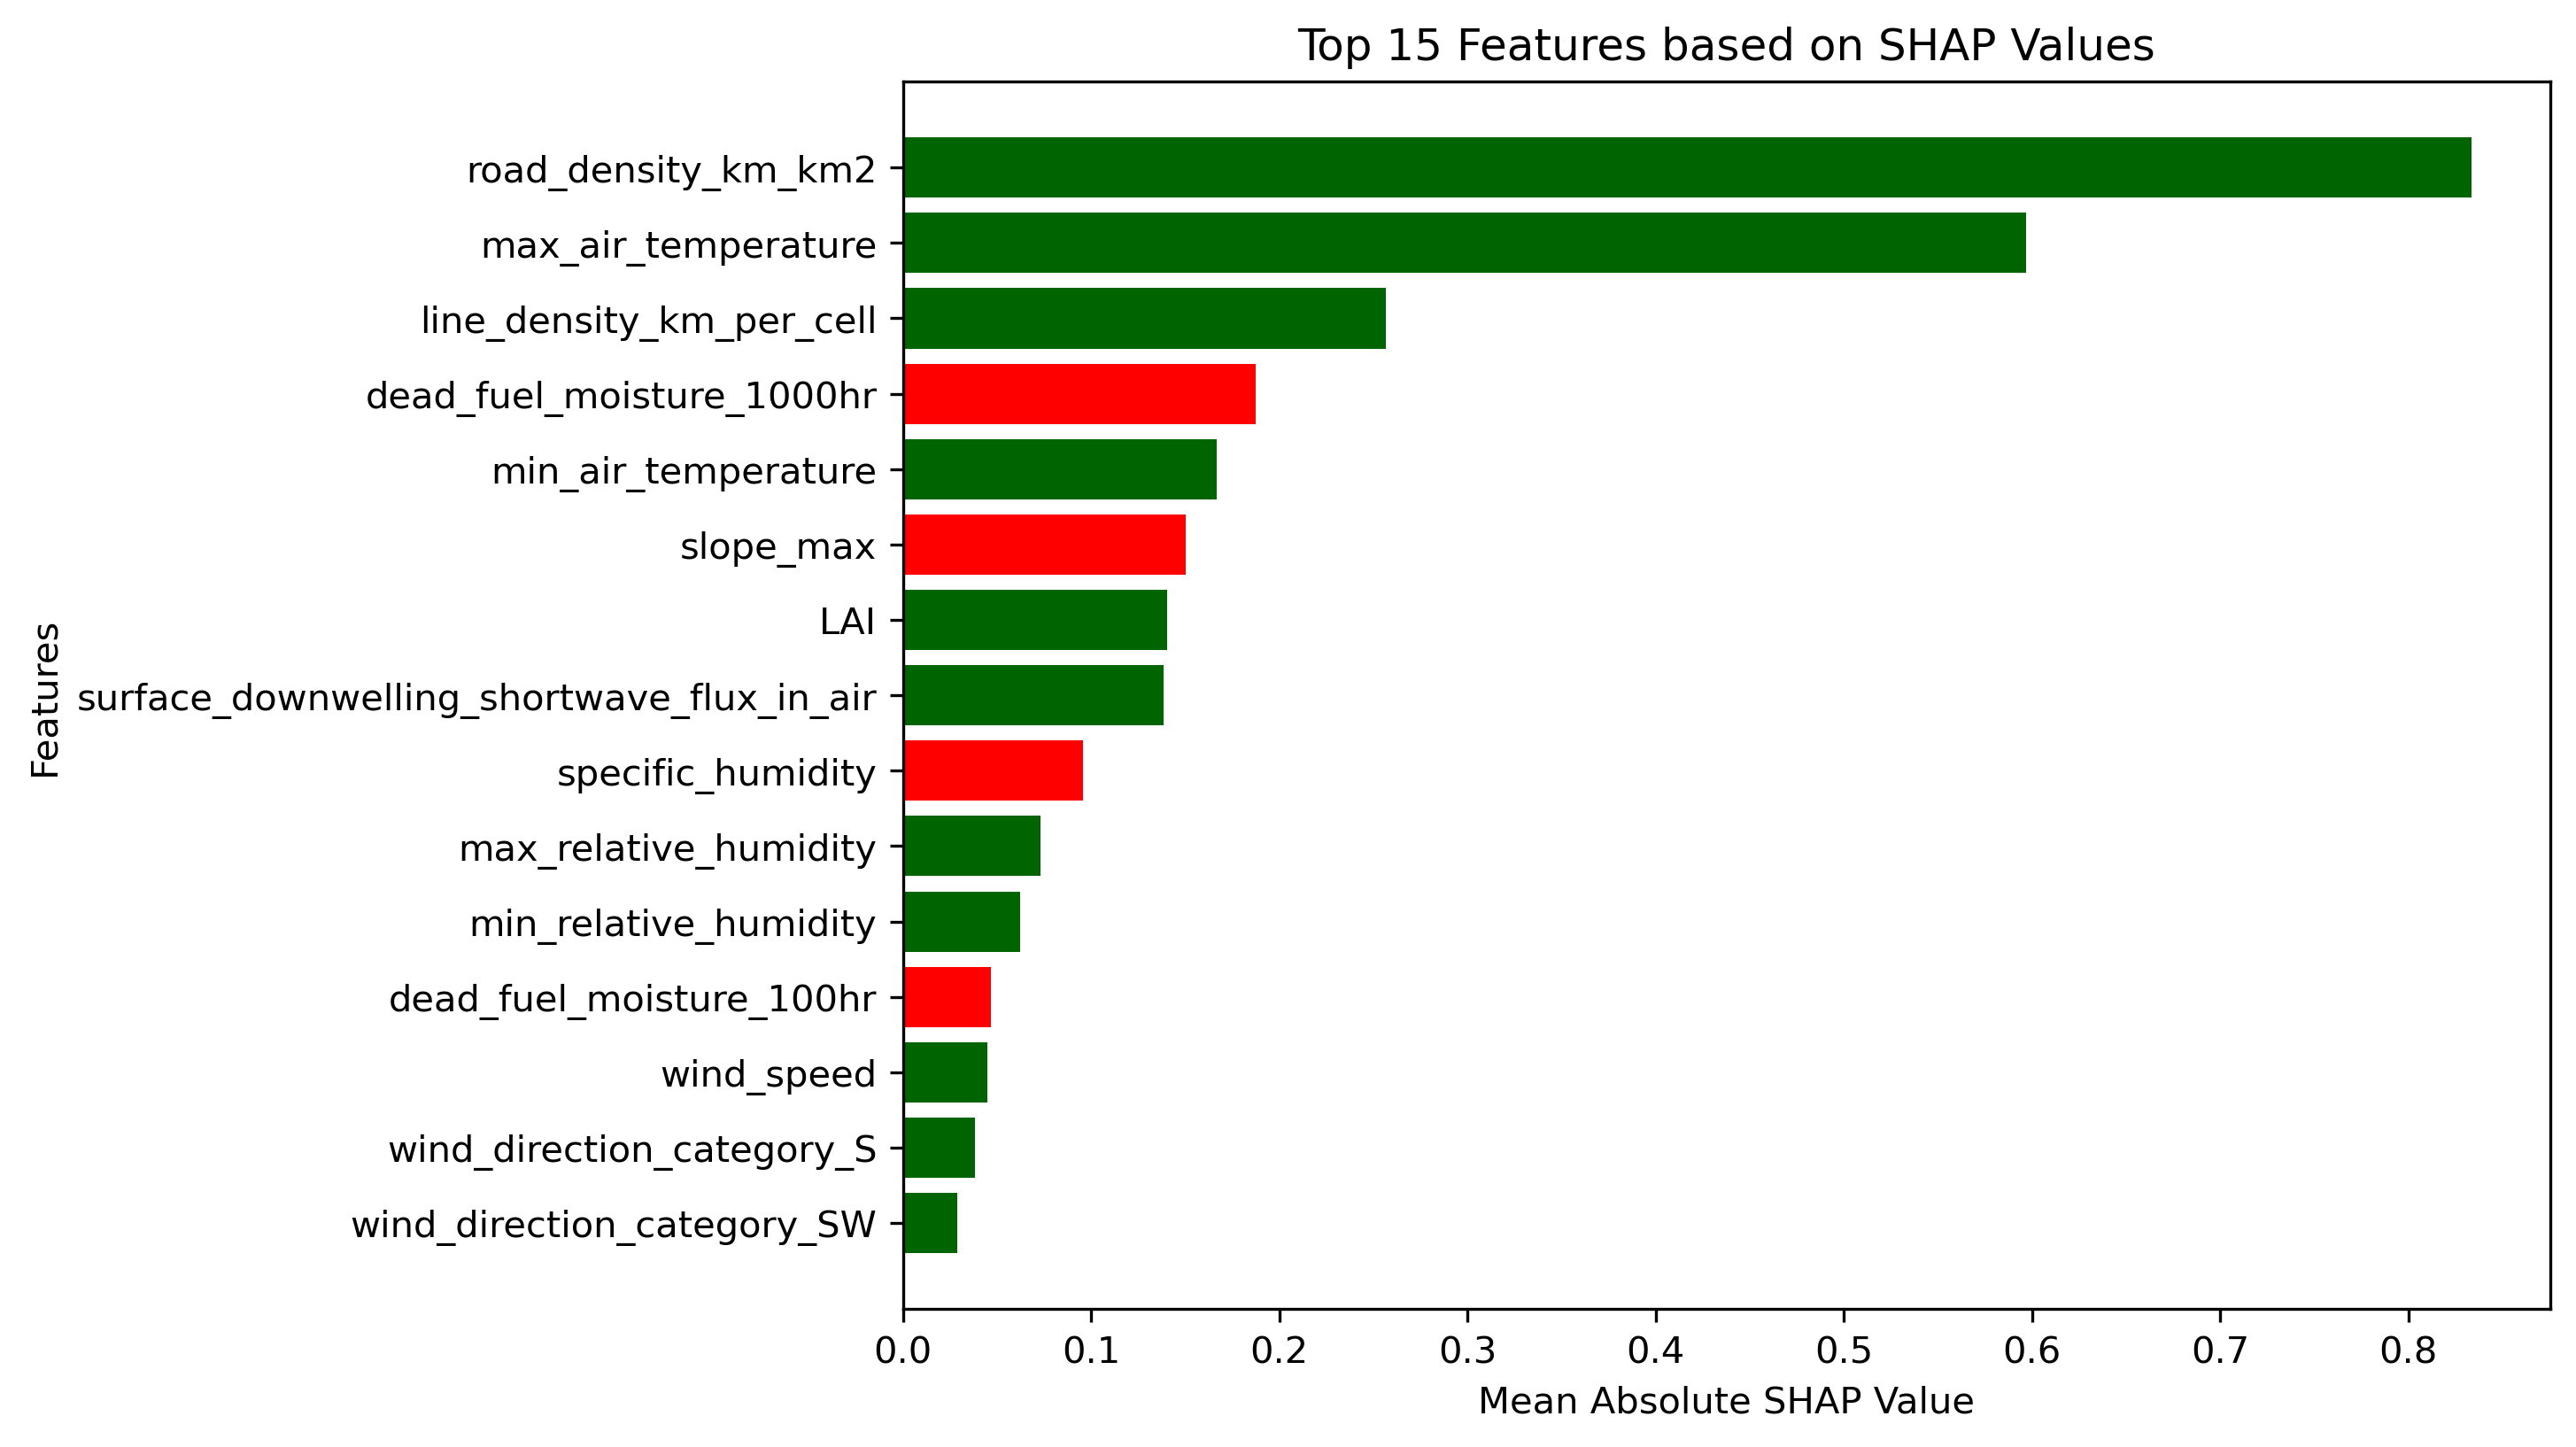 Top 15 Features based on SHAP Values
Features
road_density_km_km2
max_air_temperature
line_density_km_per_cell
dead_fuel_moisture_1000hr
min_air_temperature
slope_max
LAI
surface_downwelling_shortwave_flux_in_air
specific_humidity
max_relative_humidity
min_relative_humidity
dead_fuel_moisture_100hr
wind_speed
wind_direction_category_S
wind_direction_category_SW
0.0 0.1 0.2 0.3 0.4 0.5 0.6 0.7 0.8
Mean Absolute SHAP Value